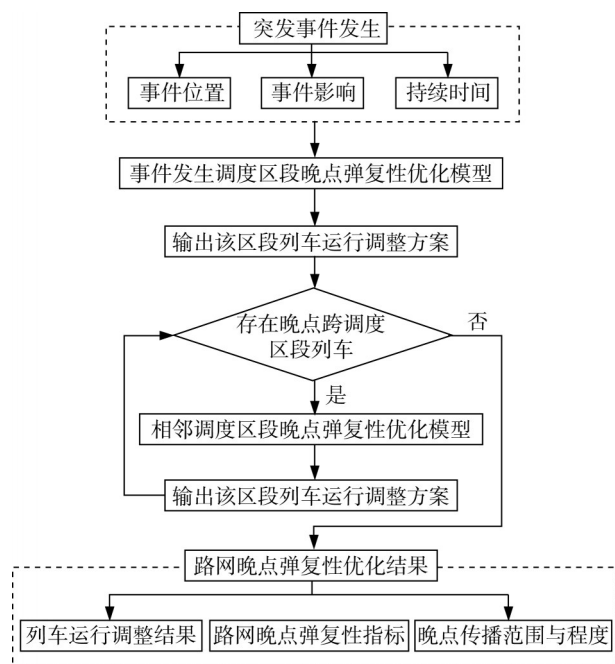 突发事件发生
事件位置
事件影响
持续时间
事件发生调度区段晚点弹复性优化模型
输出该区段列车运行调整方案
存在晚点跨调度
区段列车
否
是
相邻调度区段晚点弹复性优化模型
输出该区段列车运行调整方案
路网晚点弹复性优化结果
列车运行调整结果
路网晚点弹复性指标
晚点传播范围与程度